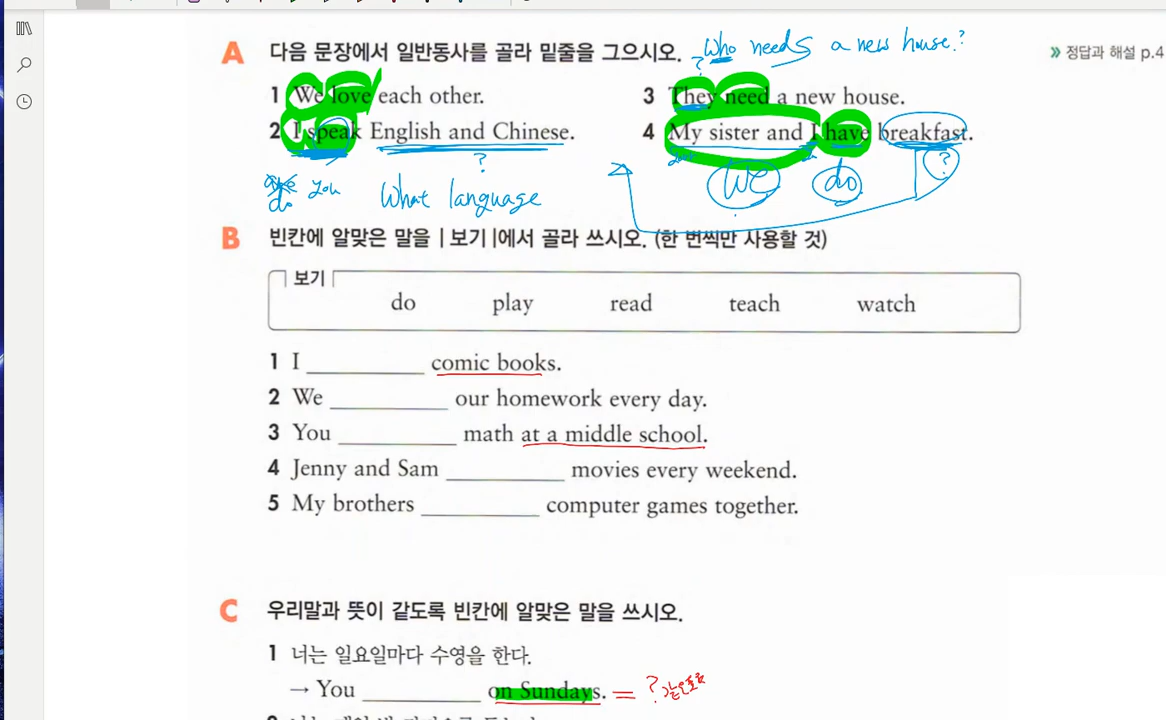 A 다음 문장에서 일반동사를 골라 밑줄을 그으시오. Who needs a new house?
» 정답과 해설 p.4
?
1 We love each other.
3 They need a new house.
2 I speak English and Chinese.
4 My sister and I have breakfast.
?
?
do you What language
we do
B 빈칸에 알맞은 말을 | 보기 |에서 골라 쓰시오. (한 번씩만 사용할 것)
보기
do play read teach watch
1 I ________ comic books.
2 We ________ our homework every day.
3 You ________ math at a middle school.
4 Jenny and Sam ________ movies every weekend.
5 My brothers ________ computer games together.
C 우리말과 뜻이 같도록 빈칸에 알맞은 말을 쓰시오.
1 너는 일요일마다 수영을 한다.
→ You ________ on Sundays. = ?